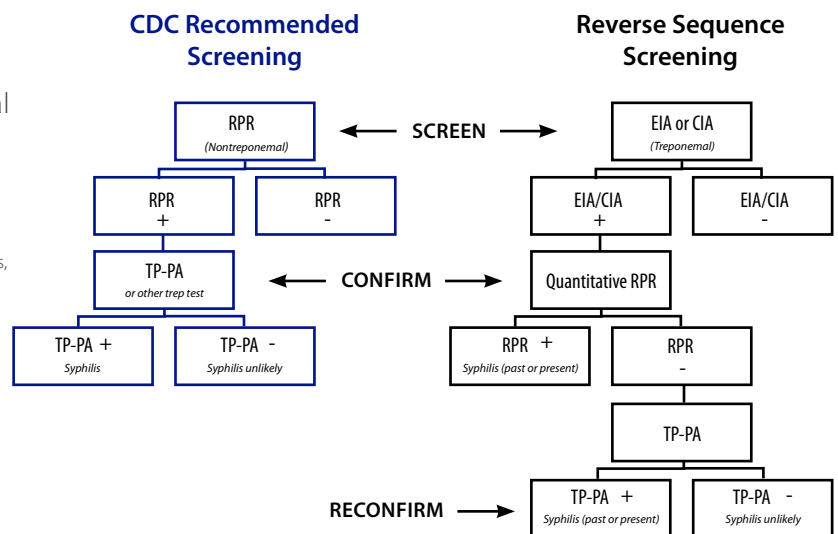 CDC Recommended
Screening
Reverse Sequence
Screening
al
RPR
(Nontreponemal)
SCREEN
EIA or CIA
(Treponemal)
RPR
+
RPR
-
EIA/CIA
+
EIA/CIA
-
s,
TP-PA
or other trep test
CONFIRM
Quantitative RPR
TP-PA +
Syphilis
TP-PA -
Syphilis unlikely
RPR +
Syphilis (past or present)
RPR
-
TP-PA
RECONFIRM
TP-PA +
Syphilis (past or present)
TP-PA -
Syphilis unlikely